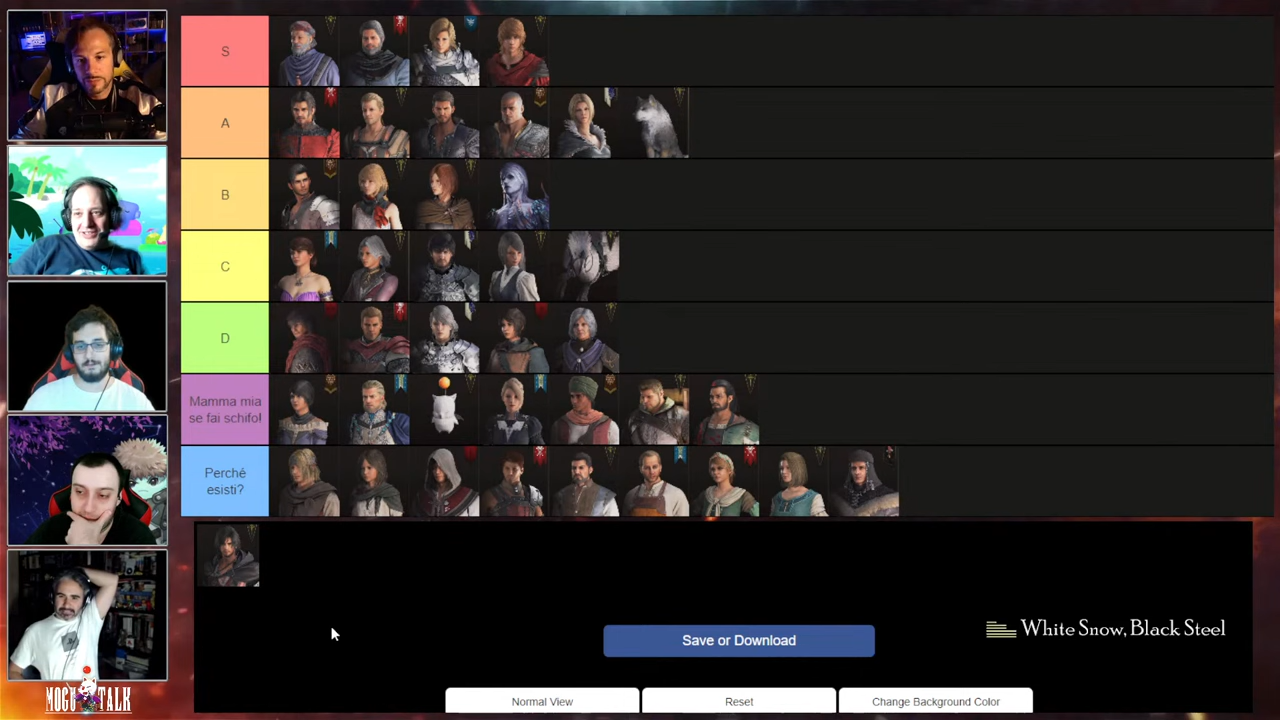 S
A
B
C
D
Mamma mia
se fai schifo!
Perché
esisti?
Save or Download
White Snow, Black Steel
Normal View
Reset
Change Background Color
MOGU TALK